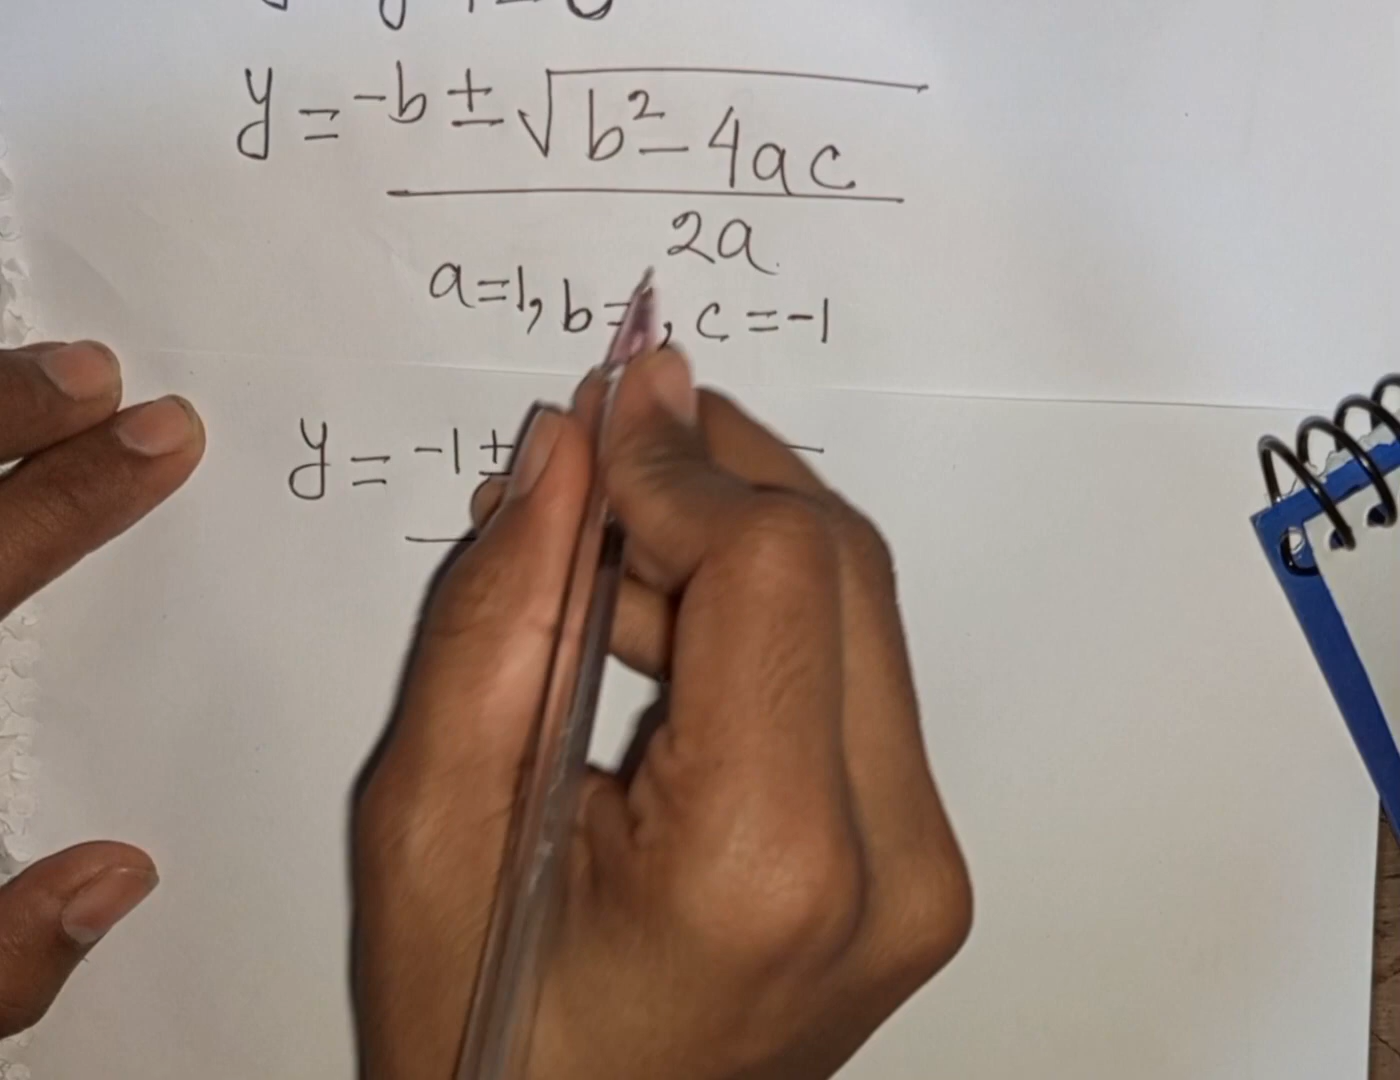 y = -b ± √b² - 4ac
2a
a=1, b= , c = -1
y = -1 ±